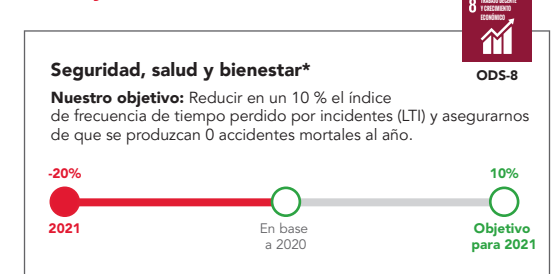 8 TRABAJO DECENTE
Y CRECIMIENTO
ECONÓMICO
ODS-8
Seguridad, salud y bienestar*
Nuestro objetivo: Reducir en un 10 % el índice
de frecuencia de tiempo perdido por incidentes (LTI) y asegurarnos
de que se produzcan 0 accidentes mortales al año.
-20%
10%
2021
En base
a 2020
Objetivo
para 2021